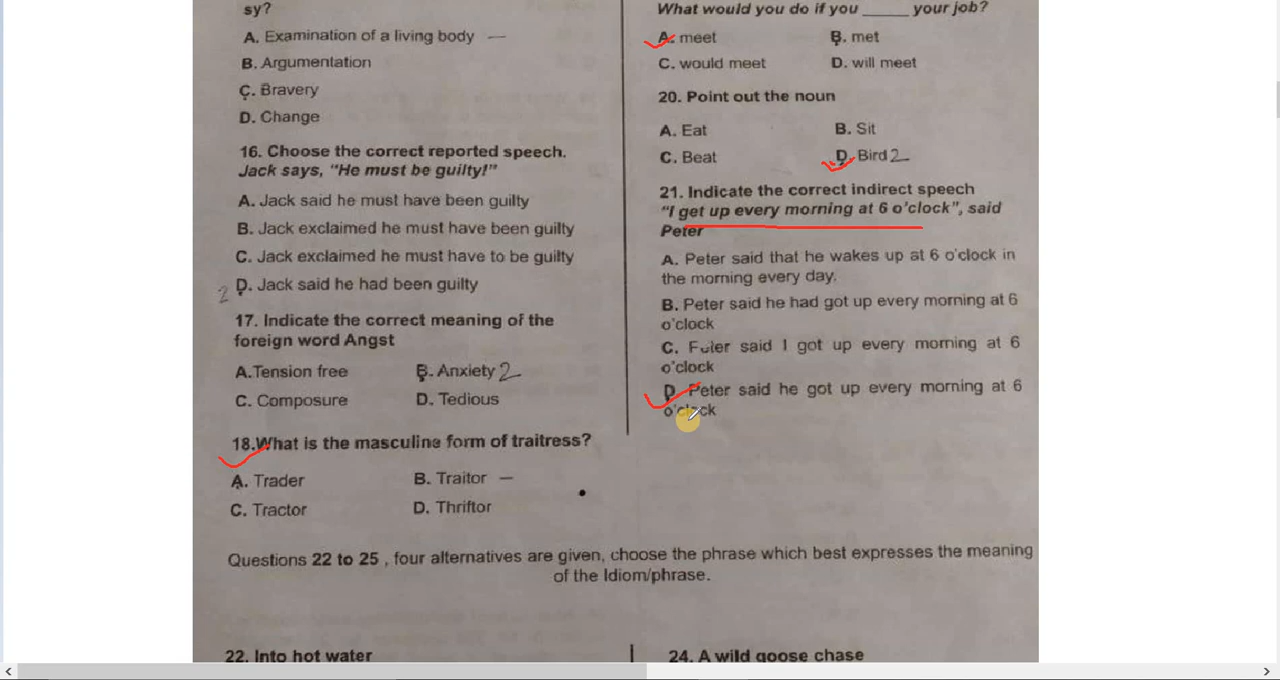 sy?
A. Examination of a living body —
B. Argumentation
C. Bravery
D. Change
16. Choose the correct reported speech.
Jack says, "He must be guilty!"
A. Jack said he must have been guilty
B. Jack exclaimed he must have been guilty
C. Jack exclaimed he must have to be guilty
2 D. Jack said he had been guilty
17. Indicate the correct meaning of the
foreign word Angst
A.Tension free B. Anxiety 2
C. Composure D. Tedious
18.What is the masculine form of traitress?
A. Trader B. Traitor —
C. Tractor D. Thriftor
What would you do if you _____ your job?
A. meet B. met
C. would meet D. will meet
20. Point out the noun
A. Eat B. Sit
C. Beat D. Bird 2
21. Indicate the correct indirect speech
"I get up every morning at 6 o'clock", said
Peter
A. Peter said that he wakes up at 6 o'clock in
the morning every day.
B. Peter said he had got up every morning at 6
o'clock
C. Peter said I got up every morning at 6
o'clock
D. Peter said he got up every morning at 6
o'clock
Questions 22 to 25 , four alternatives are given, choose the phrase which best expresses the meaning
of the Idiom/phrase.
22. Into hot water 24. A wild goose chase